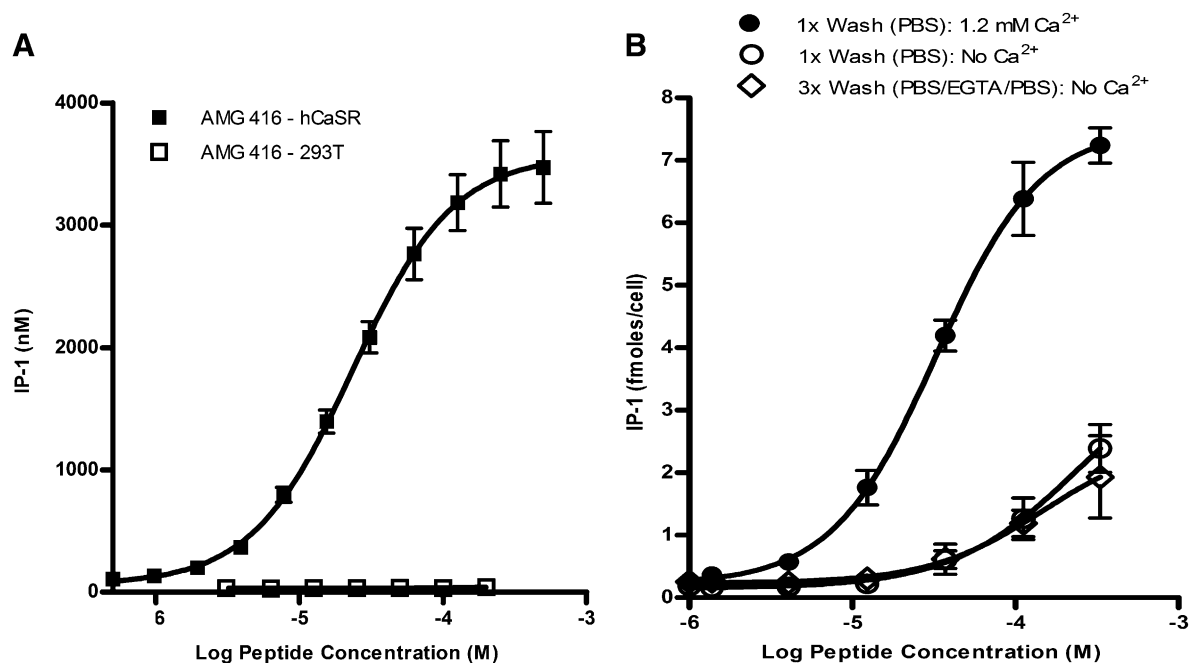 A
AMG 416 - hCaSR
AMG 416 - 293T
4000
3000
2000
1000
0
IP-1 (nM)
6
-5
-4
-3
Log Peptide Concentration (M)
B
1x Wash (PBS): 1.2 mM Ca2+
1x Wash (PBS): No Ca2+
3x Wash (PBS/EGTA/PBS): No Ca2+
8
7
6
5
4
3
2
1
0
IP-1 (fmoles/cell)
-6
-5
-4
-3
Log Peptide Concentration (M)